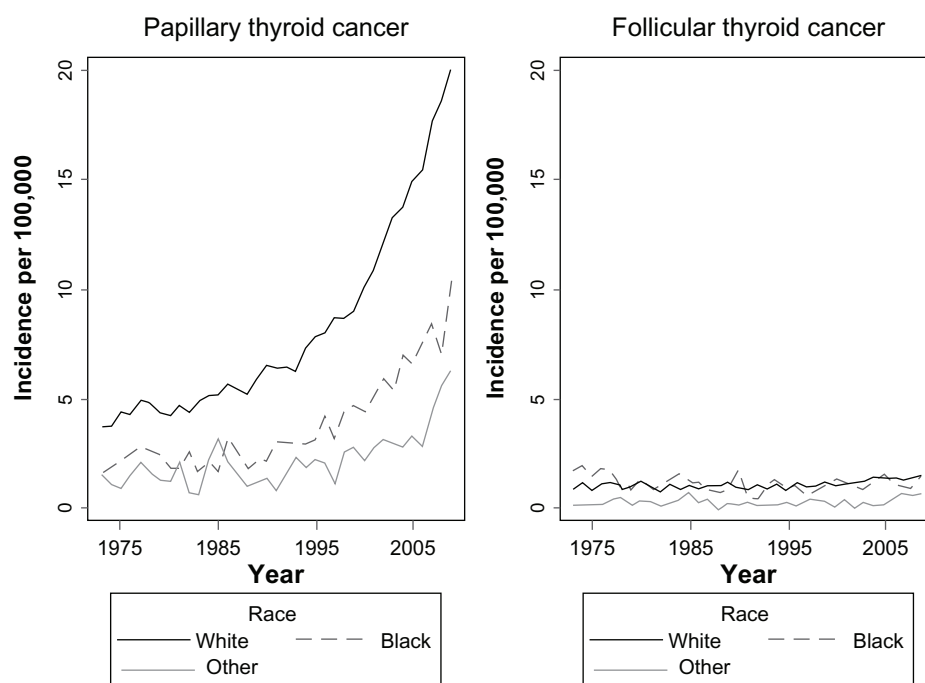 Papillary thyroid cancer
Incidence per 100,000
20
15
10
5
0
1975 1985 1995 2005
Year
Race
White Black
Other
Follicular thyroid cancer
Incidence per 100,000
20
15
10
5
0
1975 1985 1995 2005
Year
Race
White Black
Other